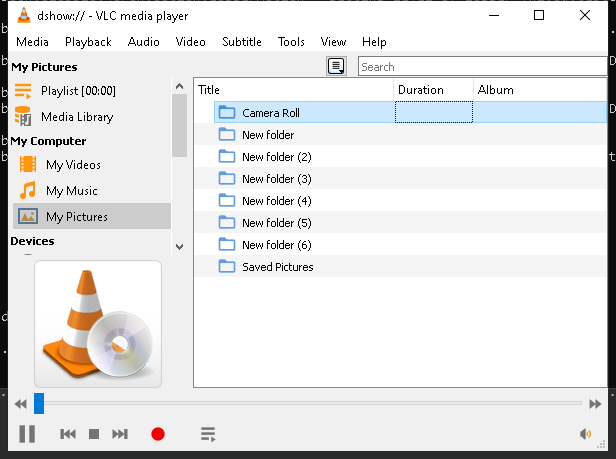 dshow:// - VLC media player
Media Playback Audio Video Subtitle Tools View Help
My Pictures
Playlist [00:00]
Media Library
My Computer
My Videos
My Music
My Pictures
Devices
Search
Title Duration Album
Camera Roll
New folder
New folder (2)
New folder (3)
New folder (4)
New folder (5)
New folder (6)
Saved Pictures